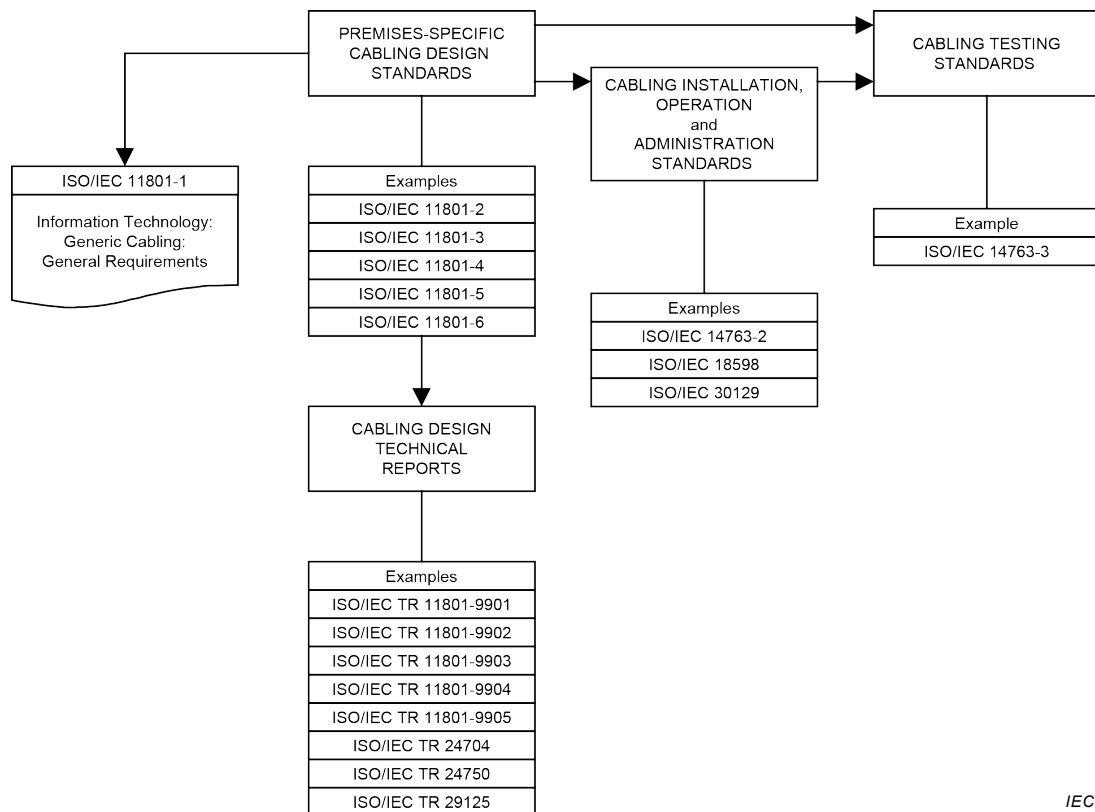 PREMISES-SPECIFIC
CABLING DESIGN
STANDARDS
CABLING TESTING
STANDARDS
CABLING INSTALLATION,
OPERATION
and
ADMINISTRATION
STANDARDS
ISO/IEC 11801-1
Information Technology:
Generic Cabling:
General Requirements
Examples
ISO/IEC 11801-2
ISO/IEC 11801-3
ISO/IEC 11801-4
ISO/IEC 11801-5
ISO/IEC 11801-6
Example
ISO/IEC 14763-3
Examples
ISO/IEC 14763-2
ISO/IEC 18598
ISO/IEC 30129
CABLING DESIGN
TECHNICAL
REPORTS
Examples
ISO/IEC TR 11801-9901
ISO/IEC TR 11801-9902
ISO/IEC TR 11801-9903
ISO/IEC TR 11801-9904
ISO/IEC TR 11801-9905
ISO/IEC TR 24704
ISO/IEC TR 24750
ISO/IEC TR 29125
IEC